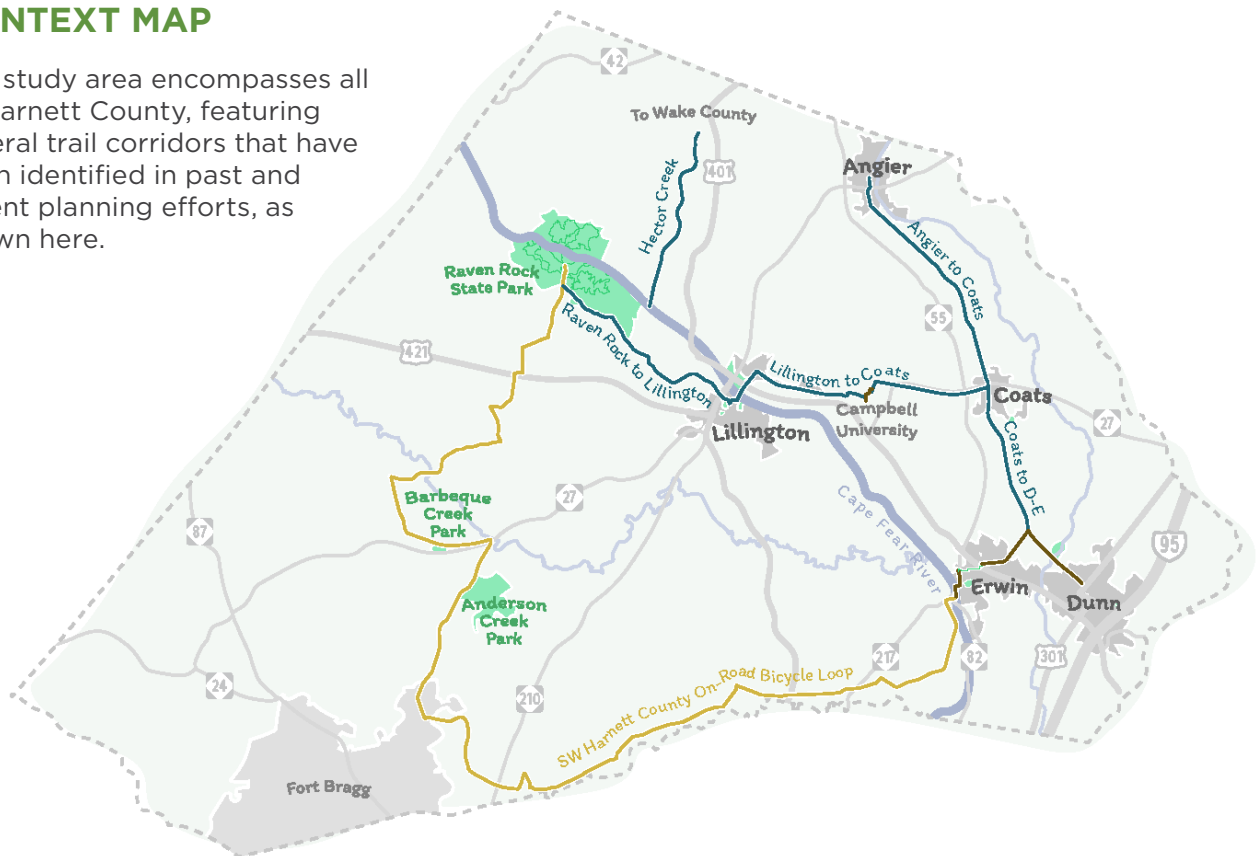 NTEXT MAP
study area encompasses all
arnett County, featuring
eral trail corridors that have
n identified in past and
ent planning efforts, as
wn here.
42
To Wake County
401
Angier
Hector Creek
Raven Rock
State Park
Angier to Coats
55
421
Raven Rock to Lillington
Lillington to Coats
Campbell
University
Coats
27
Lillington
Coats to D-E
Barbeque
Creek
Park
27
Cape Fear River
87
95
Anderson
Creek
Park
Erwin
Dunn
217
82
301
24
210
SW Harnett County On-Road Bicycle Loop
Fort Bragg